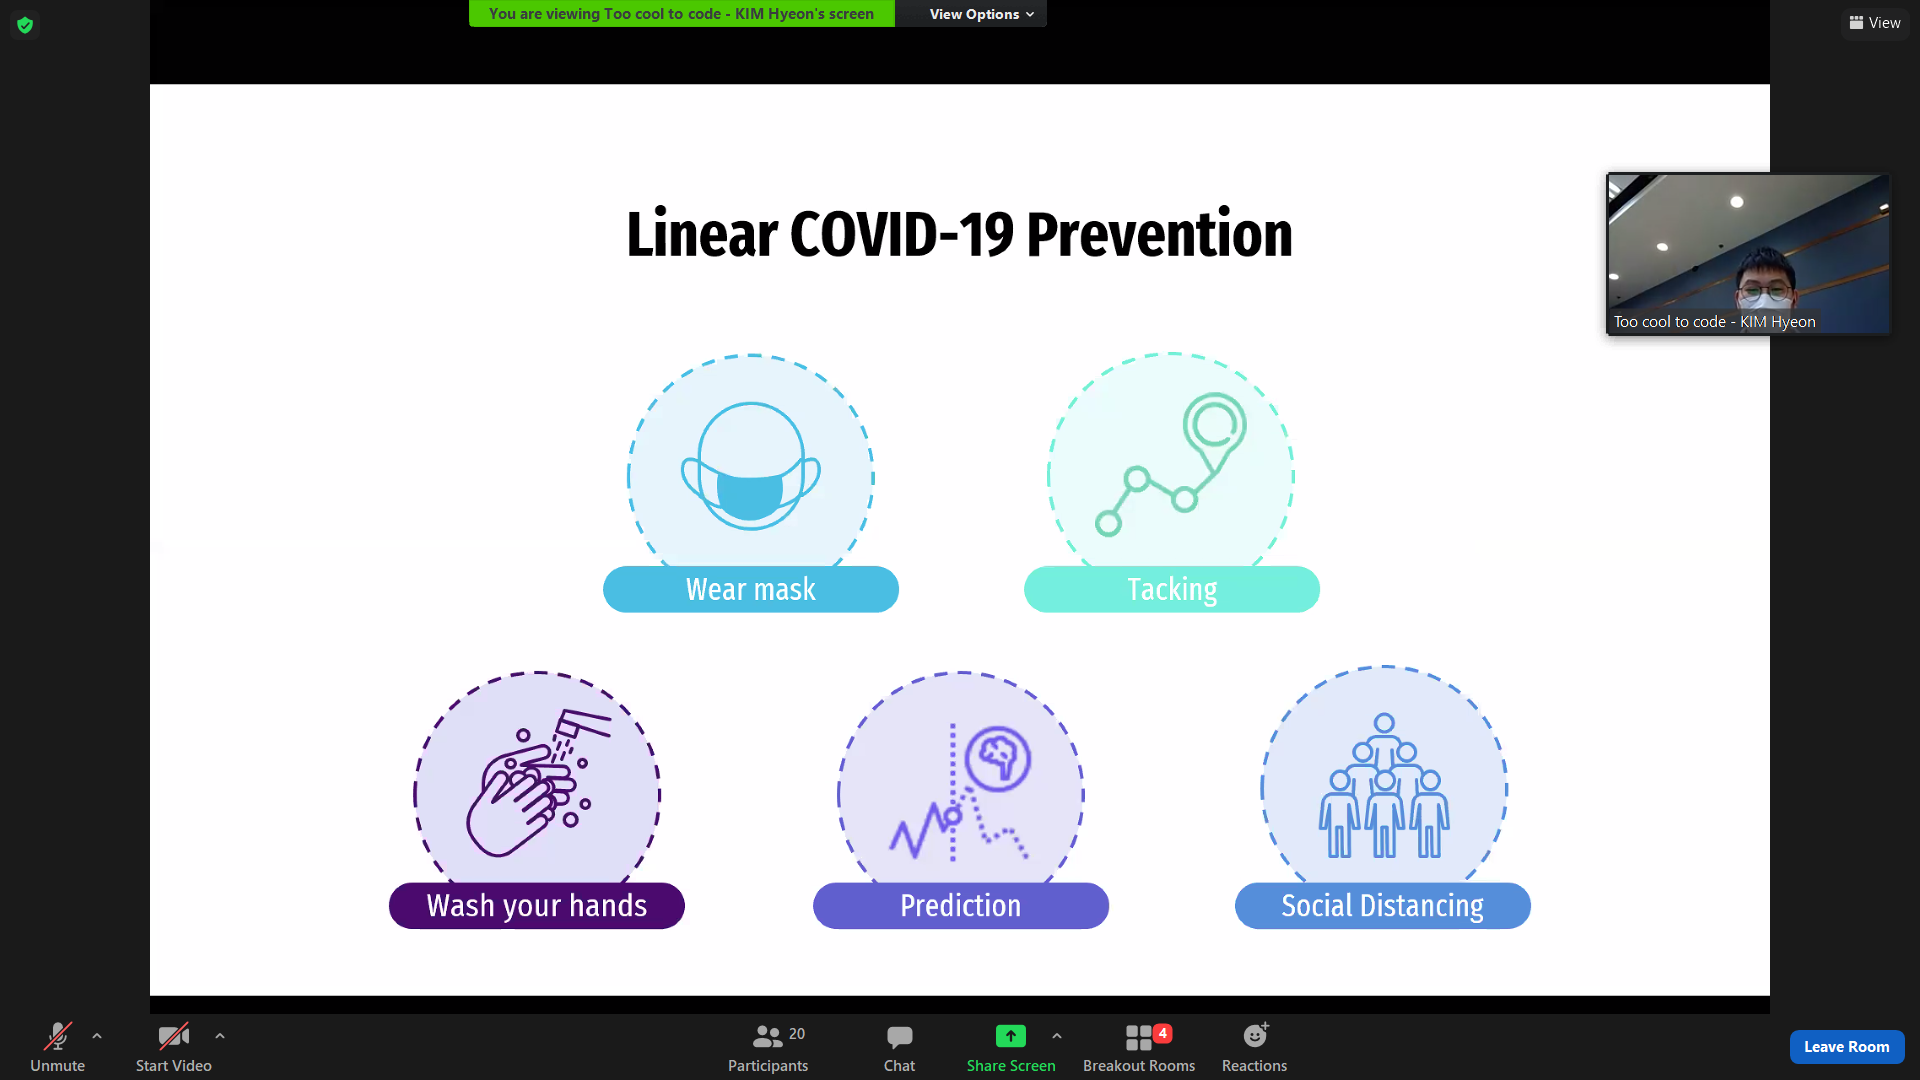 You are viewing Too cool to code - KIM Hyeon's screen
View Options
View
Linear COVID-19 Prevention
Too cool to code - KIM Hyeon
Wear mask
Tacking
Wash your hands
Prediction
Social Distancing
Unmute
Start Video
20
Participants
Chat
Share Screen
4
Breakout Rooms
Reactions
Leave Room